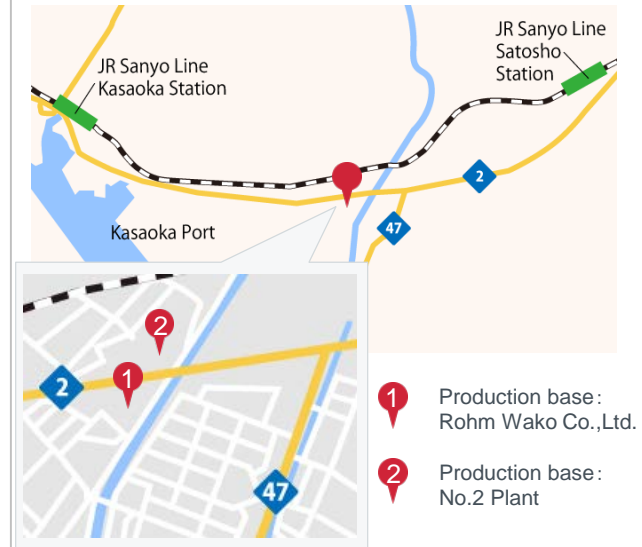 JR Sanyo Line
Kasaoka Station
JR Sanyo Line
Satosho
Station
2
47
Kasaoka Port
2
1
2
47
1
Production base:
Rohm Wako Co.,Ltd.
2
Production base:
No.2 Plant